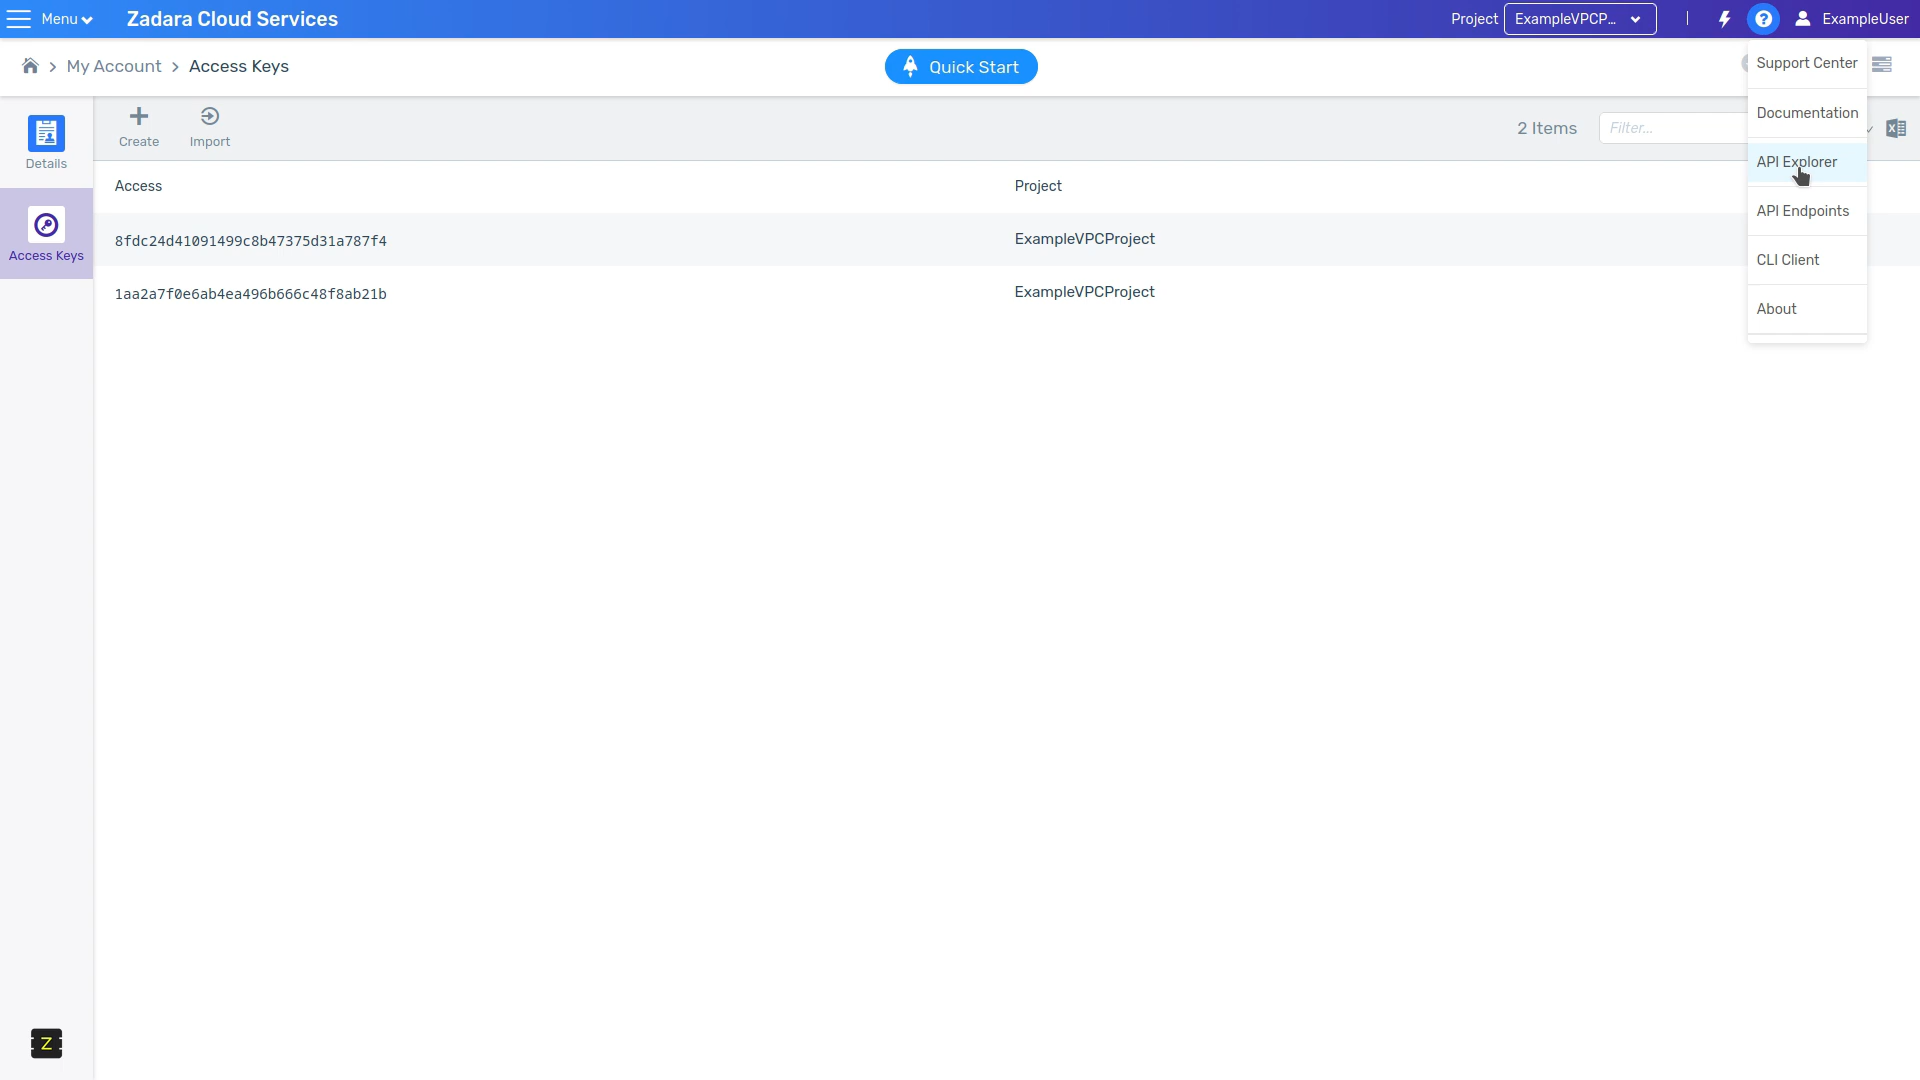 Menu
Zadara Cloud Services
Project
ExampleVPCP...
ExampleUser
My Account
Access Keys
Quick Start
Support Center
Documentation
API Explorer
API Endpoints
CLI Client
About
Details
Access Keys
Create
Import
2 Items
Filter...
Access
Project
8fdc24d41091499c8b47375d31a787f4
ExampleVPCProject
1aa2a7f0e6ab4ea496b666c48f8ab21b
ExampleVPCProject
Z